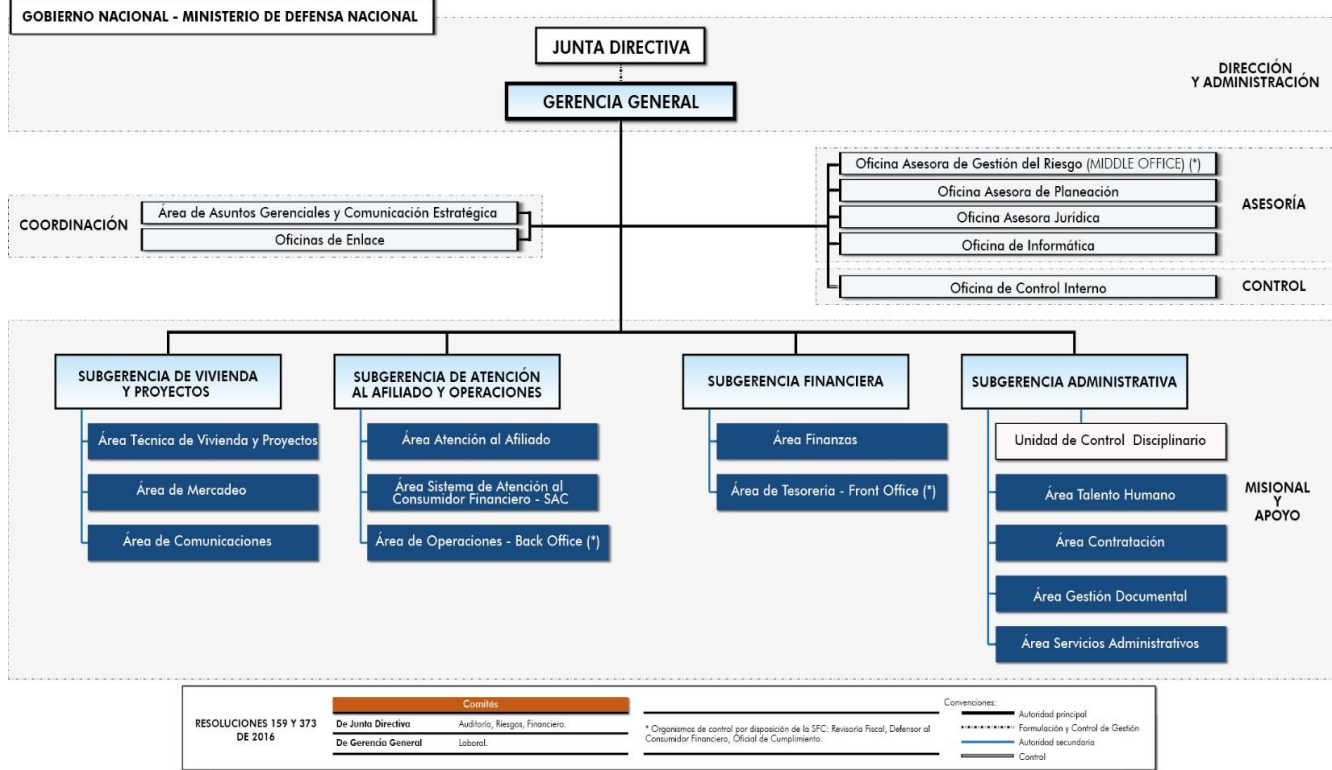 GOBIERNO NACIONAL - MINISTERIO DE DEFENSA NACIONAL
JUNTA DIRECTIVA
GERENCIA GENERAL
DIRECCIÓN
Y ADMINISTRACIÓN
COORDINACIÓN
Área de Asuntos Gerenciales y Comunicación Estratégica
Oficinas de Enlace
Oficina Asesora de Gestión del Riesgo (MIDDLE OFFICE) (*)
Oficina Asesora de Planeación
Oficina Asesora Jurídica
Oficina de Informática
ASESORÍA
Oficina de Control Interno
CONTROL
SUBGERENCIA DE VIVIENDA
Y PROYECTOS
Área Técnica de Vivienda y Proyectos
Área de Mercadeo
Área de Comunicaciones
SUBGERENCIA DE ATENCIÓN
AL AFILIADO Y OPERACIONES
Área Atención al Afiliado
Área Sistema de Atención al
Consumidor Financiero - SAC
Área de Operaciones - Back Office (*)
SUBGERENCIA FINANCIERA
Área Finanzas
Área de Tesorería - Front Office (*)
SUBGERENCIA ADMINISTRATIVA
Unidad de Control Disciplinario
Área Talento Humano
Área Contratación
Área Gestión Documental
Área Servicios Administrativos
MISIONAL
Y
APOYO
RESOLUCIONES 159 Y 373
DE 2016
Comités
De Junta Directiva Auditoría, Riesgos, Financiero.
De Gerencia General Laboral.
* Organismos de control por disposición de la SFC: Revisoría Fiscal, Defensor al
Consumidor Financiero, Oficial de Cumplimiento.
Convenciones:
Autoridad principal
Formulación y Control de Gestión
Autoridad secundaria
Control